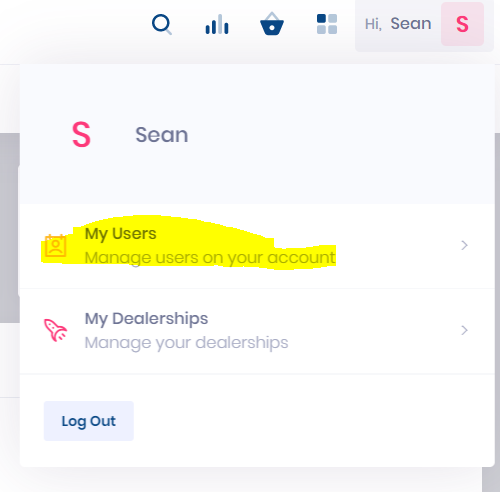 Hi, Sean S
S Sean
My Users
Manage users on your account
My Dealerships
Manage your dealerships
Log Out